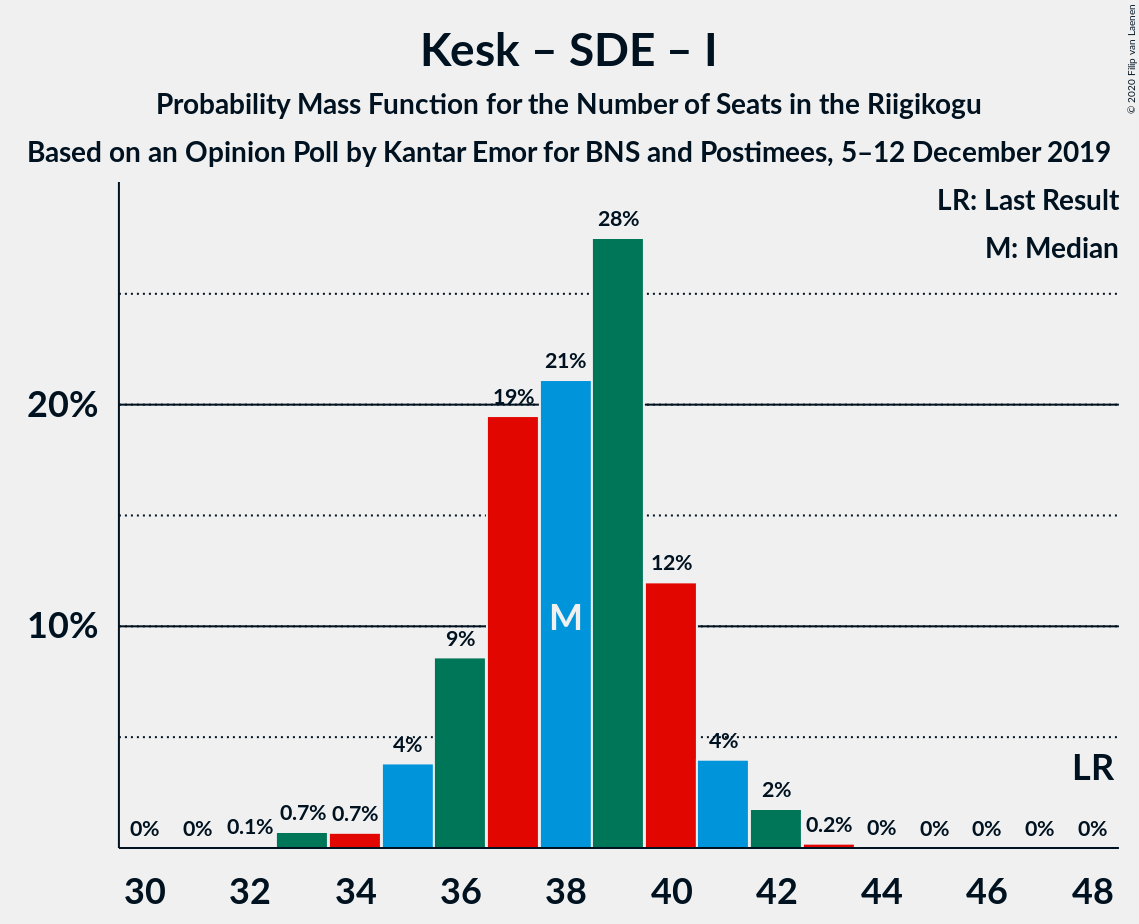 Kesk – SDE – I
Probability Mass Function for the Number of Seats in the Riigikogu
Based on an Opinion Poll by Kantar Emor for BNS and Postimees, 5–12 December 2019
© 2020 Filip van Laenen
LR: Last Result
M: Median
20%
10%
0% 0% 0.1% 0.7% 0.7% 4% 9% 19% 21% 28% 12% 4% 2% 0.2% 0% 0% 0% 0% 0%
M
LR
30 32 34 36 38 40 42 44 46 48